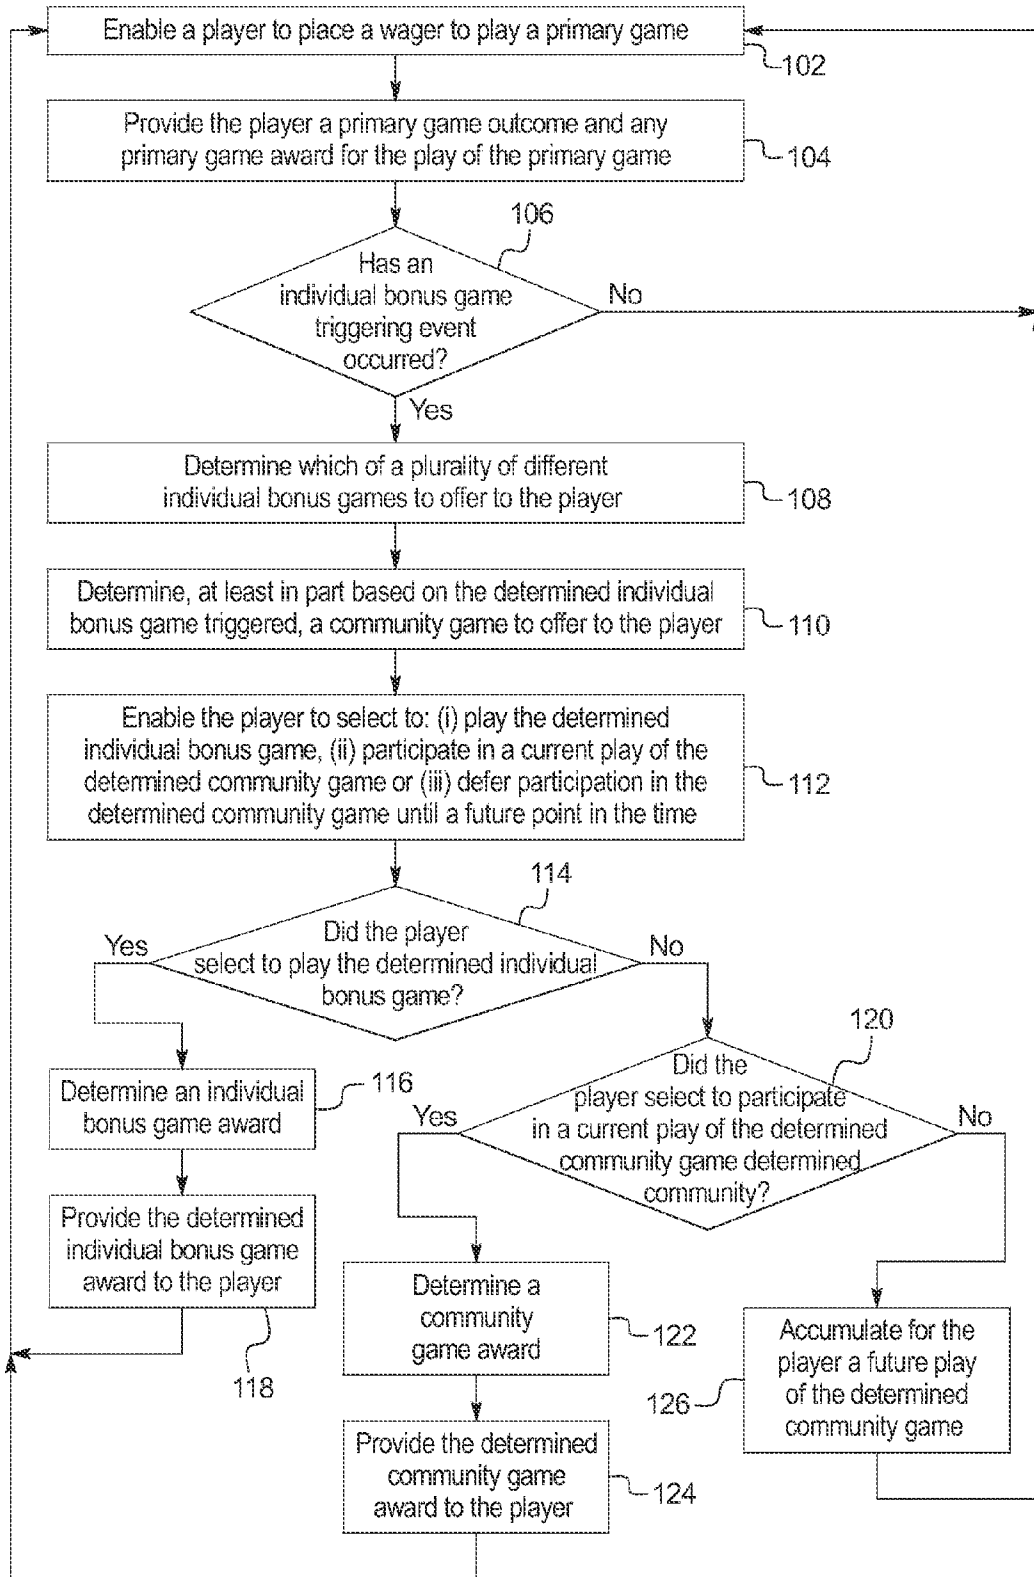 Enable a player to place a wager to play a primary game
102
Provide the player a primary game outcome and any
primary game award for the play of the primary game
104
106
Has an
individual bonus game
triggering event
occurred?
No
Yes
Determine which of a plurality of different
individual bonus games to offer to the player
108
Determine, at least in part based on the determined individual
bonus game triggered, a community game to offer to the player
110
Enable the player to select to: (i) play the determined
individual bonus game, (ii) participate in a current play of the
determined community game or (iii) defer participation in the
determined community game until a future point in the time
112
114
Did the player
select to play the determined individual
bonus game?
Yes
No
120
Did the
player select to participate
in a current play of the determined
community game determined
community?
Yes
No
Determine an individual
bonus game award
116
Provide the determined
individual bonus game
award to the player
118
Determine a
community
game award
122
Provide the determined
community game
award to the player
124
Accumulate for the
player a future play
of the determined
community game
126